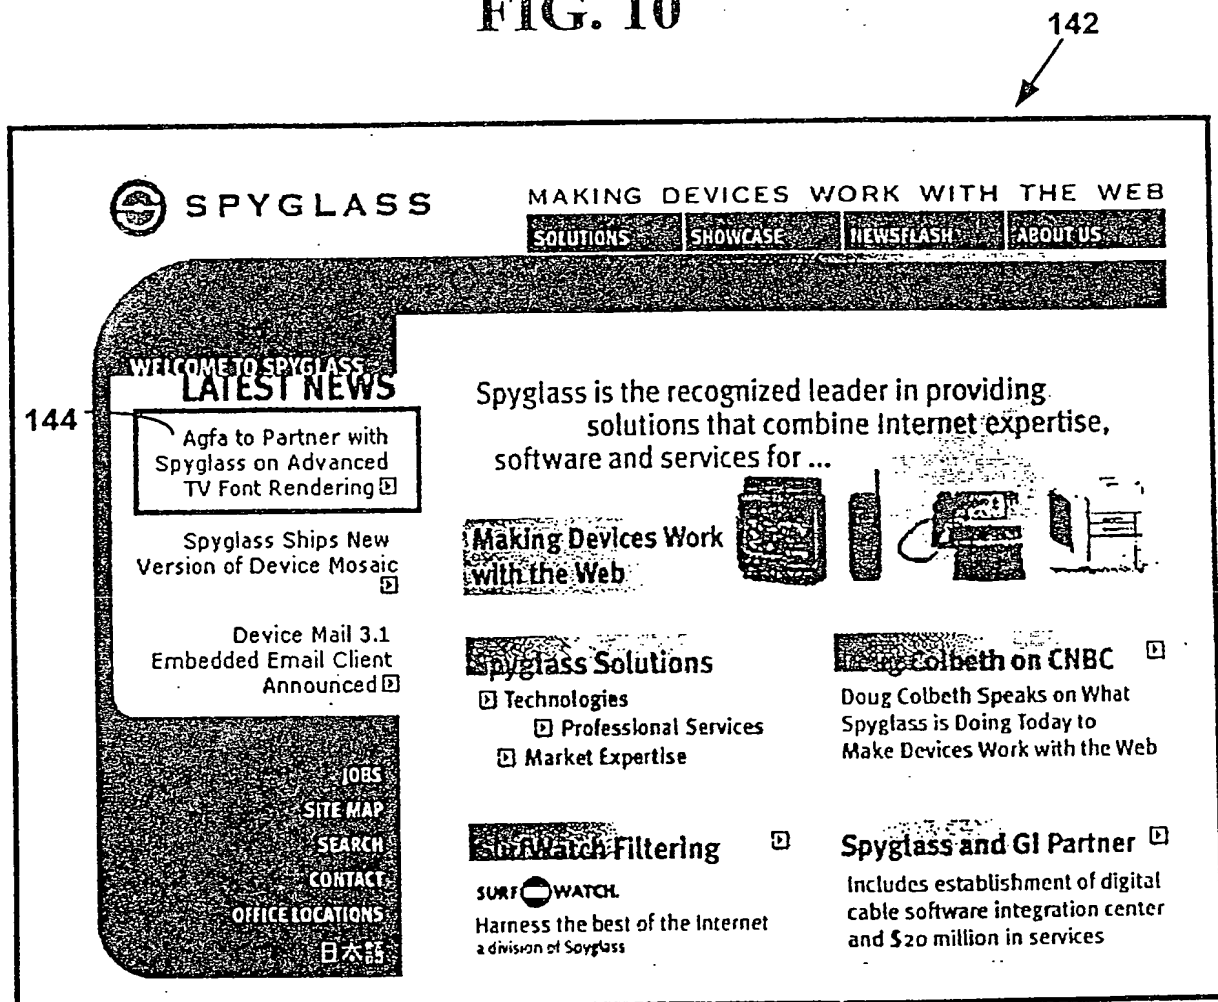 FIG. 10
142
SPYGLASS
MAKING DEVICES WORK WITH THE WEB
SOLUTIONS
SHOWCASE
NEWSFLASH
ABOUT US
WELCOME TO SPYGLASS
LATEST NEWS
144
Agfa to Partner with
Spyglass on Advanced
TV Font Rendering
Spyglass Ships New
Version of Device Mosaic
Device Mail 3.1
Embedded Email Client
Announced
JOBS
SITE MAP
SEARCH
CONTACT
OFFICE LOCATIONS
日本語
Spyglass is the recognized leader in providing
solutions that combine Internet expertise,
software and services for ...
Making Devices Work
with the Web
Spyglass Solutions
Technologies
Professional Services
Market Expertise
Colbeth on CNBC
Doug Colbeth Speaks on What
Spyglass is Doing Today to
Make Devices Work with the Web
SurfWatch Filtering
SURF WATCH
Harness the best of the Internet
a division of Spyglass
Spyglass and GI Partner
Includes establishment of digital
cable software integration center
and $20 million in services